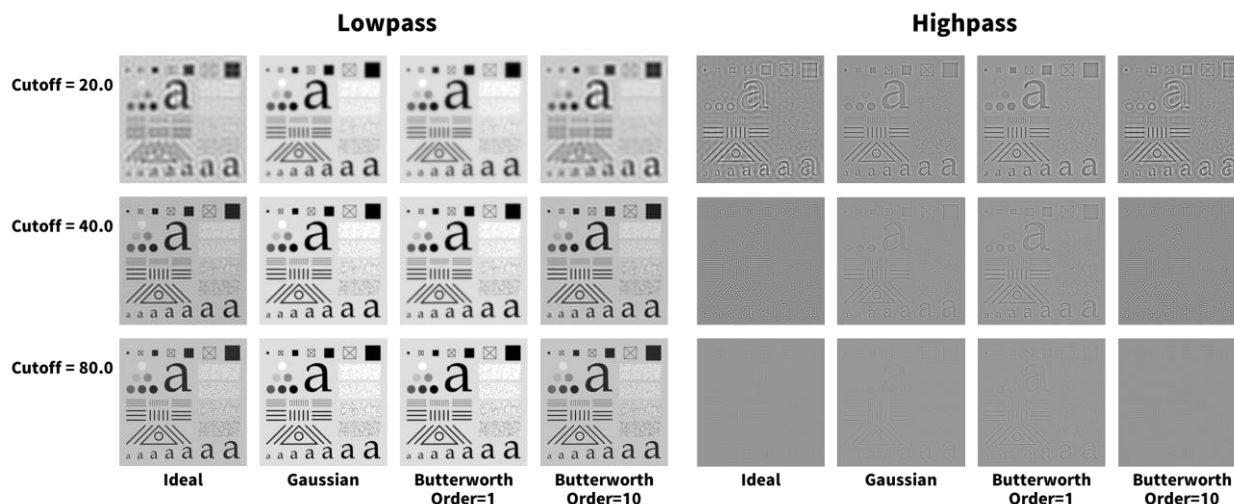 Lowpass
Highpass
Cutoff = 20.0
Cutoff = 40.0
Cutoff = 80.0
a
a a a a a a a a
a
a a a a a a a a
a
a a a a a a a a
a
a a a a a a a a
a
a a a a a a a a
a
a a a a a a a a
a
a a a a a a a a
a
a a a a a a a a
a
a a a a a a a a
a
a a a a a a a a
a
a a a a a a a a
a
a a a a a a a a
Ideal
Gaussian
Butterworth
Order=1
Butterworth
Order=10
Ideal
Gaussian
Butterworth
Order=1
Butterworth
Order=10